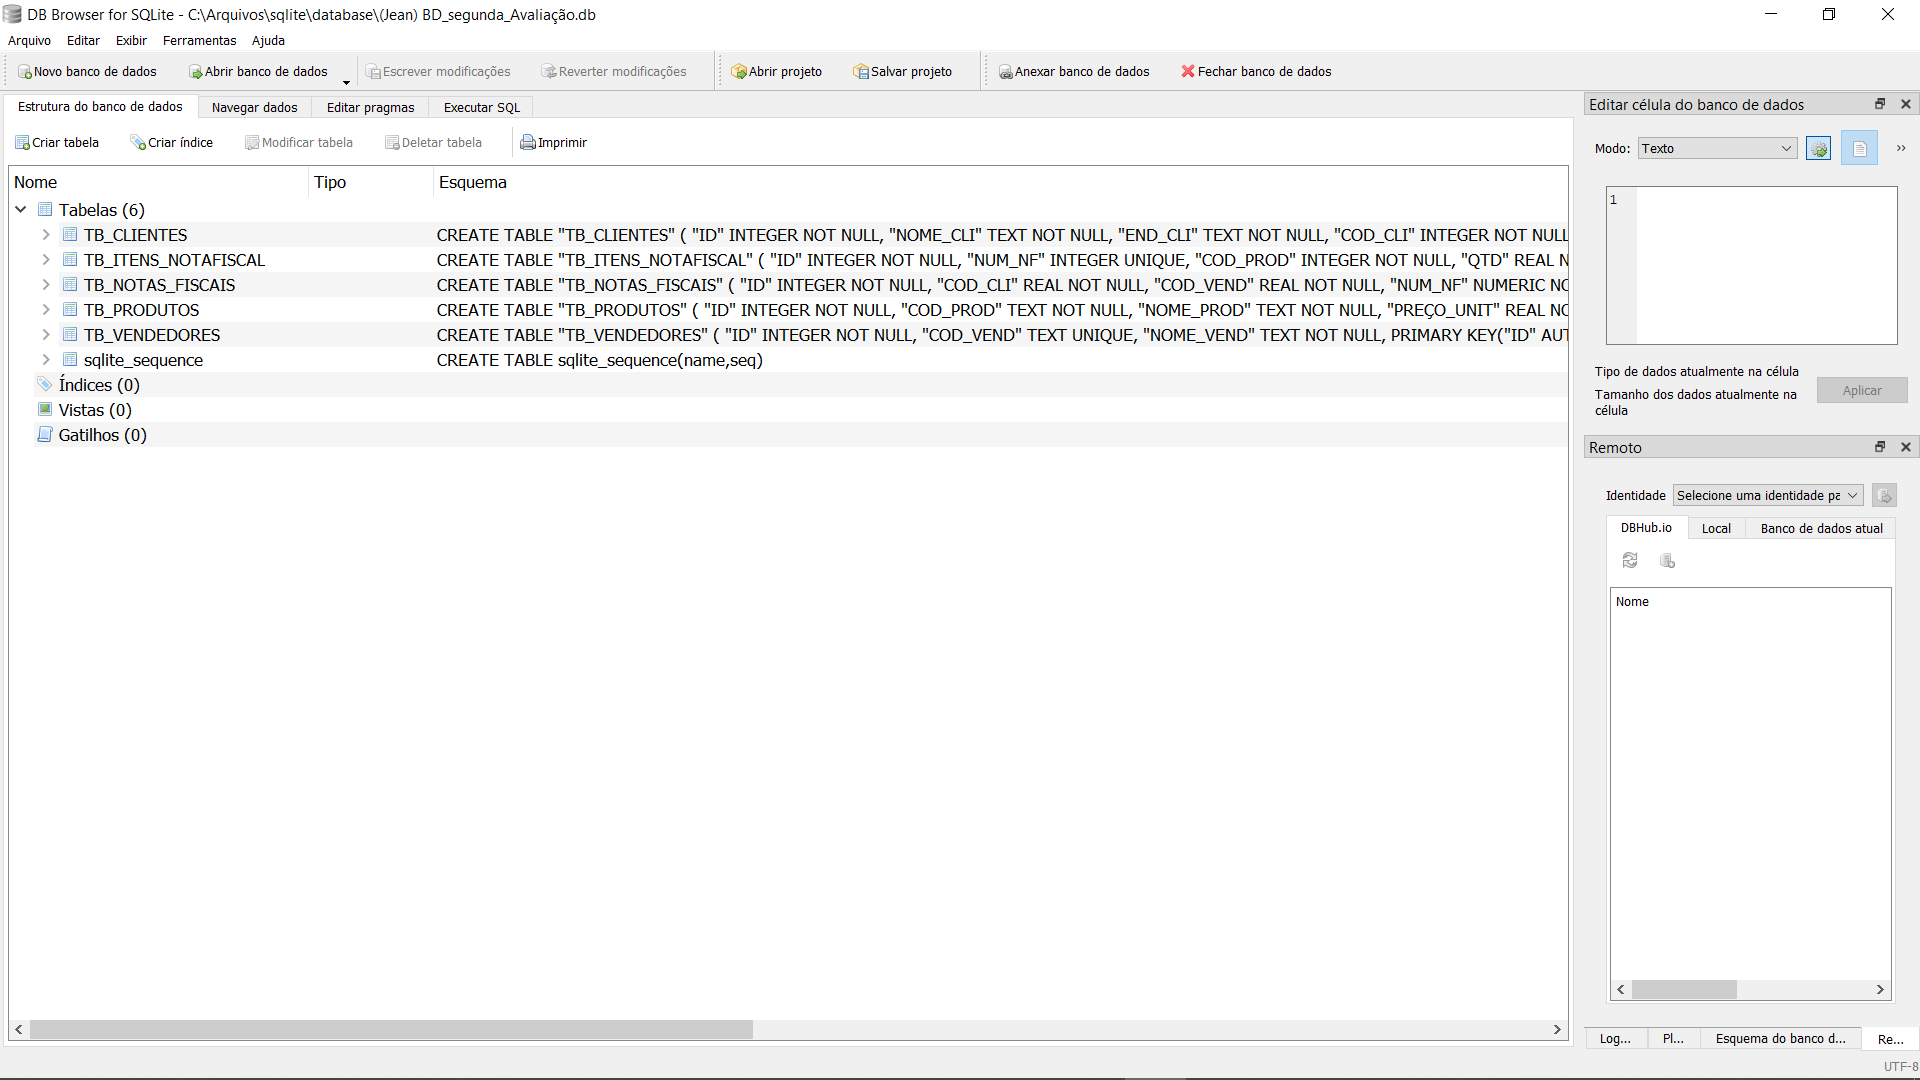 DB Browser for SQLite - C:\Arquivos\sqlite\database\(Jean) BD_segunda_Avaliação.db
Arquivo Editar Exibir Ferramentas Ajuda
Novo banco de dados Abrir banco de dados Escrever modificações Reverter modificações Abrir projeto Salvar projeto Anexar banco de dados Fechar banco de dados
Estrutura do banco de dados Navegar dados Editar pragmas Executar SQL
Criar tabela Criar índice Modificar tabela Deletar tabela Imprimir
Nome Tipo Esquema
Tabelas (6)
TB_CLIENTES CREATE TABLE "TB_CLIENTES" ( "ID" INTEGER NOT NULL, "NOME_CLI" TEXT NOT NULL, "END_CLI" TEXT NOT NULL, "COD_CLI" INTEGER NOT NULL
TB_ITENS_NOTAFISCAL CREATE TABLE "TB_ITENS_NOTAFISCAL" ( "ID" INTEGER NOT NULL, "NUM_NF" INTEGER UNIQUE, "COD_PROD" INTEGER NOT NULL, "QTD" REAL N
TB_NOTAS_FISCAIS CREATE TABLE "TB_NOTAS_FISCAIS" ( "ID" INTEGER NOT NULL, "COD_CLI" REAL NOT NULL, "COD_VEND" REAL NOT NULL, "NUM_NF" NUMERIC NO
TB_PRODUTOS CREATE TABLE "TB_PRODUTOS" ( "ID" INTEGER NOT NULL, "COD_PROD" TEXT NOT NULL, "NOME_PROD" TEXT NOT NULL, "PREÇO_UNIT" REAL NO
TB_VENDEDORES CREATE TABLE "TB_VENDEDORES" ( "ID" INTEGER NOT NULL, "COD_VEND" TEXT UNIQUE, "NOME_VEND" TEXT NOT NULL, PRIMARY KEY("ID" AUT
sqlite_sequence CREATE TABLE sqlite_sequence(name,seq)
Índices (0)
Vistas (0)
Gatilhos (0)
Editar célula do banco de dados
Modo: Texto
1
Tipo de dados atualmente na célula
Tamanho dos dados atualmente na
célula
Aplicar
Remoto
Identidade Selecione uma identidade pa
DBHub.io Local Banco de dados atual
Nome
Log... Pl... Esquema do banco d... Re...
UTF-8